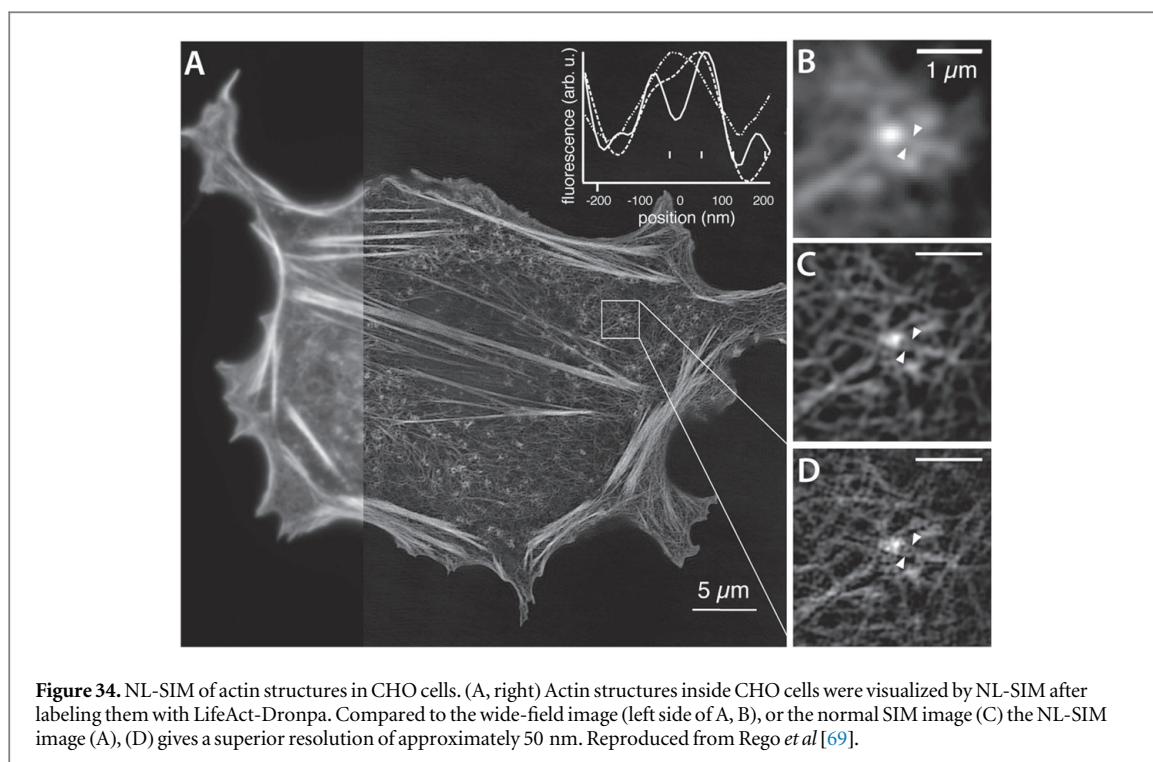 A
fluorescence (arb. u.)
-200 -100 0 100 200
position (nm)
5 µm
B
1 µm
C
D
Figure 34. NL-SIM of actin structures in CHO cells. (A, right) Actin structures inside CHO cells were visualized by NL-SIM after
labeling them with LifeAct-Dronpa. Compared to the wide-field image (left side of A, B), or the normal SIM image (C) the NL-SIM
image (A), (D) gives a superior resolution of approximately 50 nm. Reproduced from Rego et al [69].